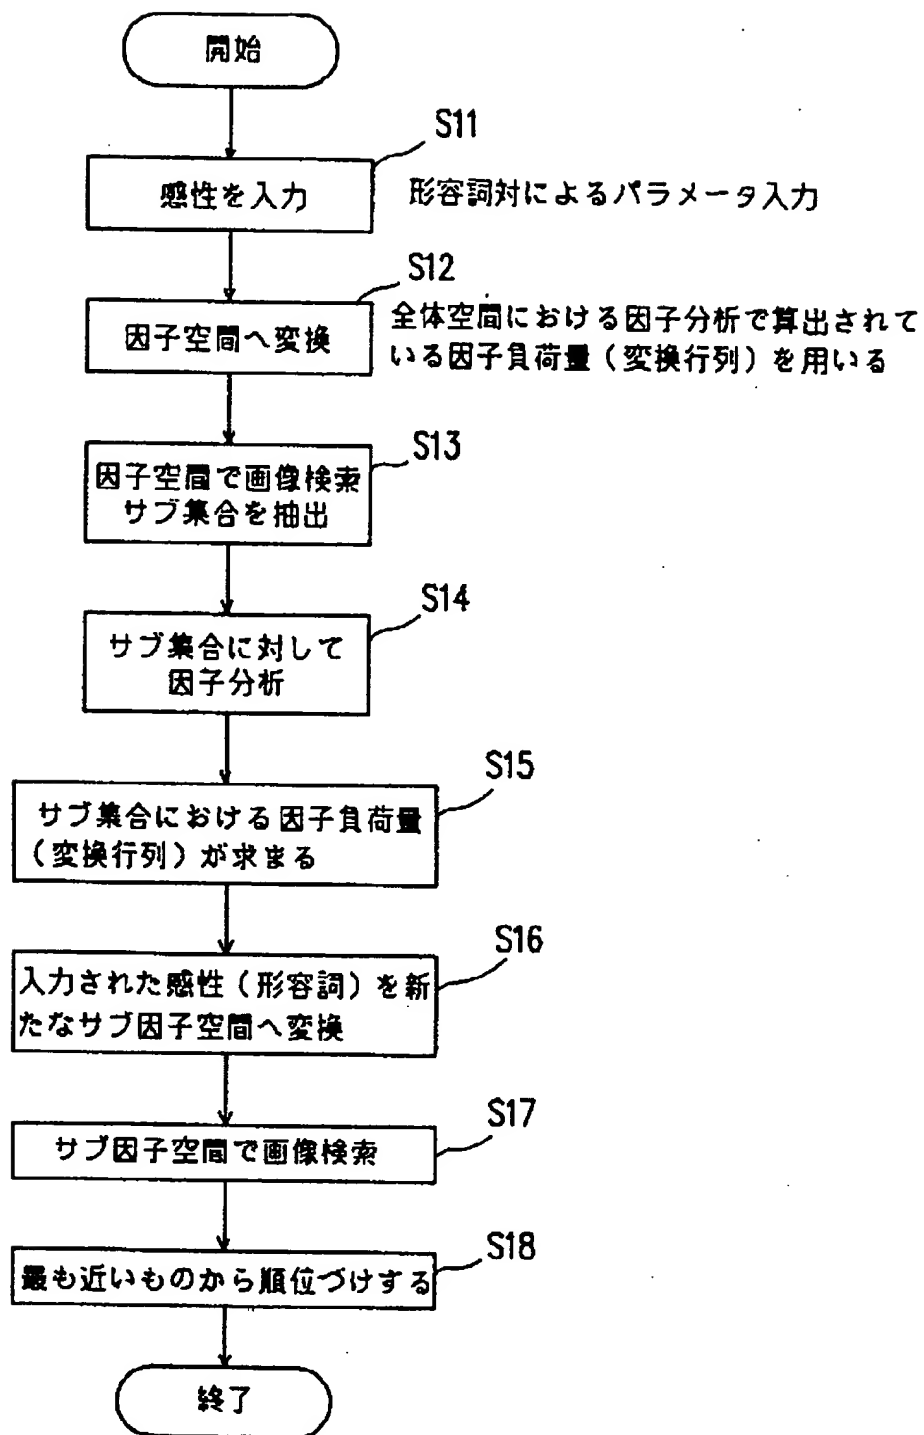 開始
S11
感性を入力
形容詞対によるパラメータ入力
S12
因子空間へ変換
全体空間における因子分析で算出されて
いる因子負荷量（変換行列）を用いる
S13
因子空間で画像検索
サブ集合を抽出
S14
サブ集合に対して
因子分析
S15
サブ集合における因子負荷量
（変換行列）が求まる
S16
入力された感性（形容詞）を新
たなサブ因子空間へ変換
S17
サブ因子空間で画像検索
S18
最も近いものから順位づけする
終了